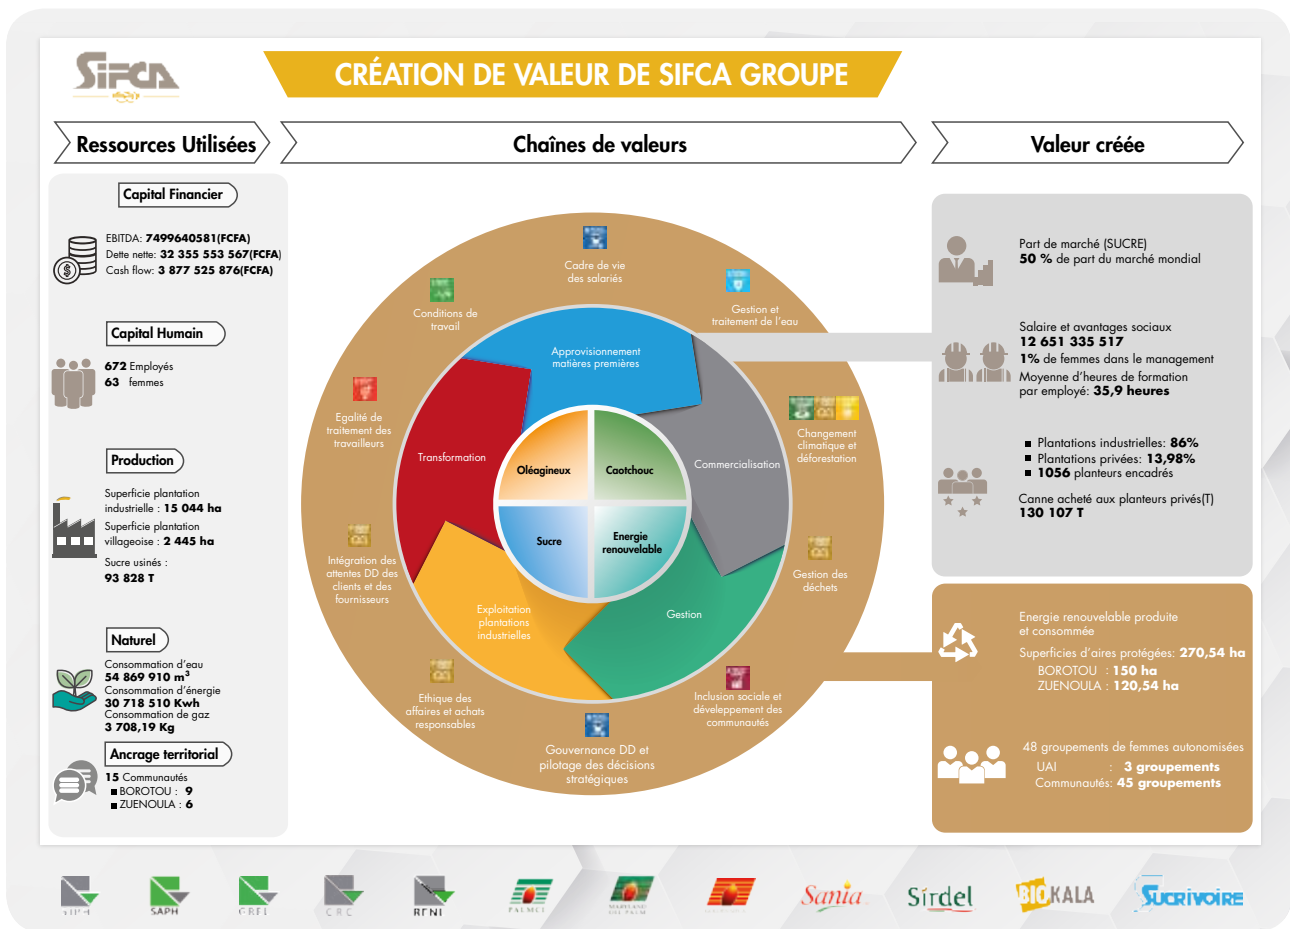 SIFCA
CRÉATION DE VALEUR DE SIFCA GROUPE
Ressources Utilisées
Chaînes de valeurs
Valeur créée
Capital Financier
EBITDA: 7499640581(FCFA)
Dette nette: 32 355 553 567(FCFA)
Cash flow: 3 877 525 876(FCFA)
Capital Humain
672 Employés
63 femmes
Production
Superficie plantation
industrielle : 15 044 ha
Superficie plantation
villageoise : 2 445 ha
Sucre usinés :
93 828 T
Naturel
Consommation d'eau
54 869 910 m³
Consommation d'énergie
30 718 510 Kwh
Consommation de gaz
3 708,19 Kg
Ancrage territorial
15 Communautés
BOROTOU : 9
ZUENOULA : 6
Cadre de vie
des salariés
Gestion et
traitement de l'eau
Conditions de
travail
Egalité de
traitement des
travailleurs
Changement
climatique et
déforestation
Intégration des
attentes DD des
clients et des
fournisseurs
Gestion des
déchets
Ethique des
affaires et achats
responsables
Inclusion sociale et
déveleppement des
communautés
Gouvernance DD et
pilotage des décisions
stratégiques
Approvisionnement
matières premières
Transformation
Commercialisation
Exploitation
plantations
industrielles
Gestion
Oléagineux
Caotchouc
Sucre
Energie
renouvelable
Part de marché (SUCRE)
50 % de part du marché mondial
Salaire et avantages sociaux
12 651 335 517
1% de femmes dans le management
Moyenne d'heures de formation
par employé: 35,9 heures
Plantations industrielles: 86%
Plantations privées: 13,98%
1056 planteurs encadrés
Canne acheté aux planteurs privés(T)
130 107 T
Energie renouvelable produite
et consommée
Superficies d'aires protégées: 270,54 ha
BOROTOU : 150 ha
ZUENOULA : 120,54 ha
48 groupements de femmes autonomisées
UAI : 3 groupements
Communautés: 45 groupements
SIPH
SAPH
GREL
CRC
RENL
PALMCI
MARYLAND
OIL PALM
Sania
Sirdel
BIOKALA
SUCRIVOIRE